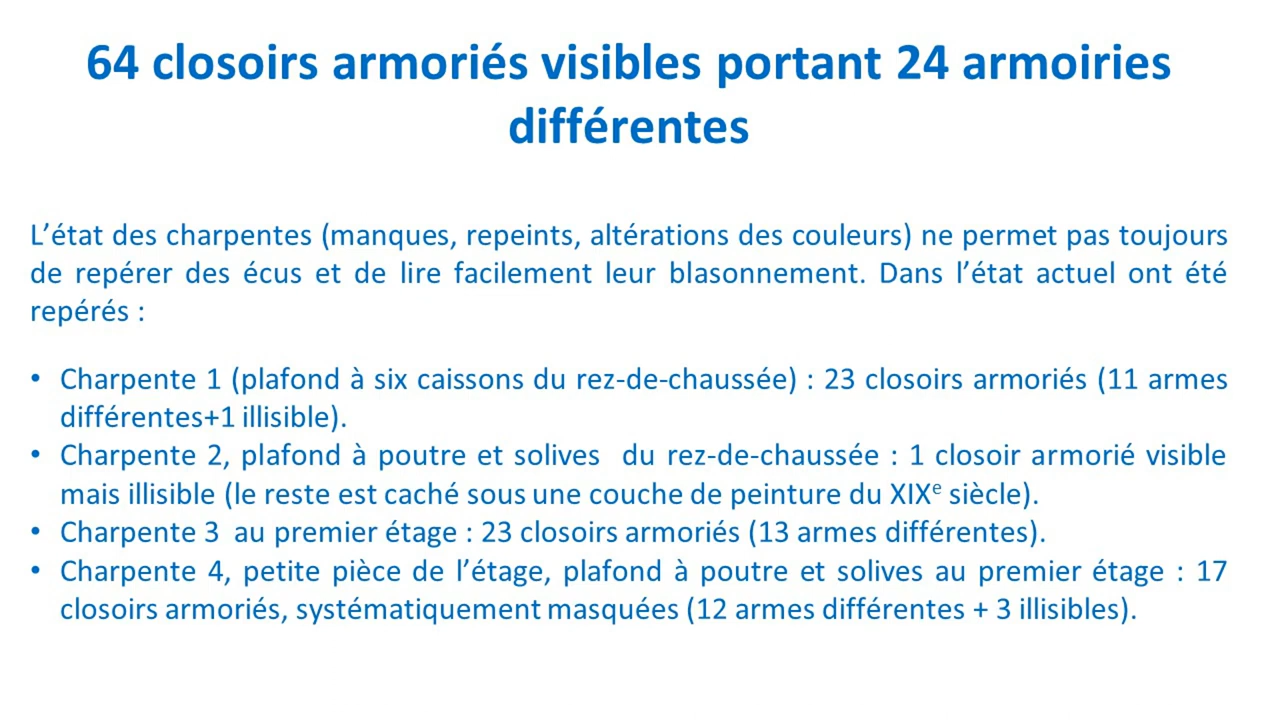 64 closoirs armoriés visibles portant 24 armoiries
différentes
L’état des charpentes (manques, repeints, altérations des couleurs) ne permet pas toujours
de repérer des écus et de lire facilement leur blasonnement. Dans l’état actuel ont été
repérés :
• Charpente 1 (plafond à six caissons du rez-de-chaussée) : 23 closoirs armoriés (11 armes
différentes+1 illisible).
• Charpente 2, plafond à poutre et solives  du rez-de-chaussée : 1 closoir armorié visible
mais illisible (le reste est caché sous une couche de peinture du XIXᵉ siècle).
• Charpente 3  au premier étage : 23 closoirs armoriés (13 armes différentes).
• Charpente 4, petite pièce de l’étage, plafond à poutre et solives au premier étage : 17
closoirs armoriés, systématiquement masquées (12 armes différentes + 3 illisibles).